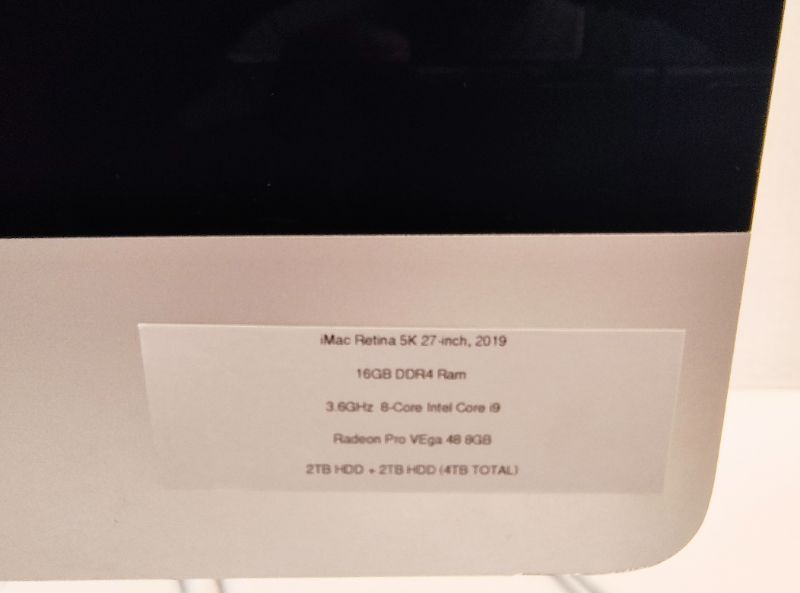 iMac Retina 5K 27-inch, 2019
16GB DDR4 Ram
3.6GHz 8-Core Intel Core i9
Radeon Pro VEga 48 8GB
2TB HDD + 2TB HDD (4TB TOTAL)